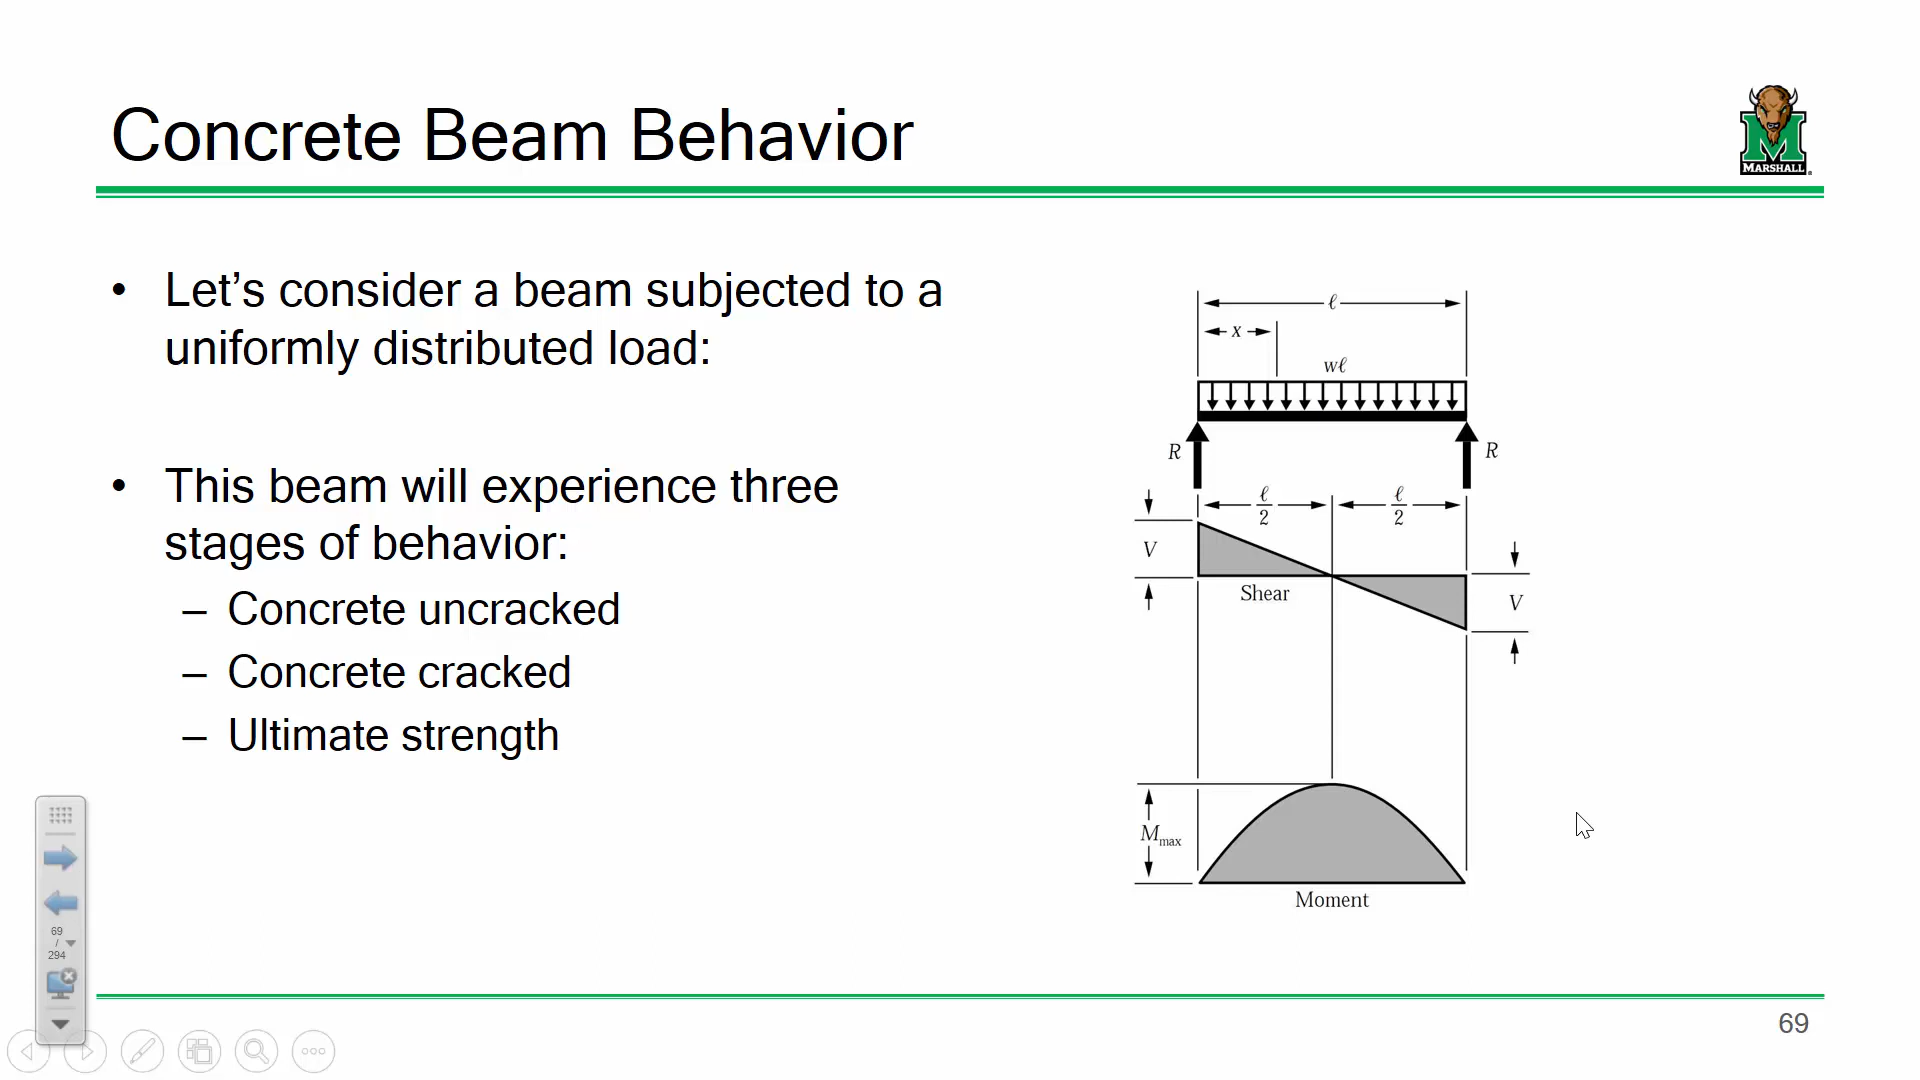 Concrete Beam Behavior
MARSHALL
• Let’s consider a beam subjected to a
uniformly distributed load:
• This beam will experience three
stages of behavior:
– Concrete uncracked
– Concrete cracked
– Ultimate strength
ℓ
x
wℓ
R
R
ℓ/2
ℓ/2
V
Shear
V
Mmax
Moment
69
/
294
69